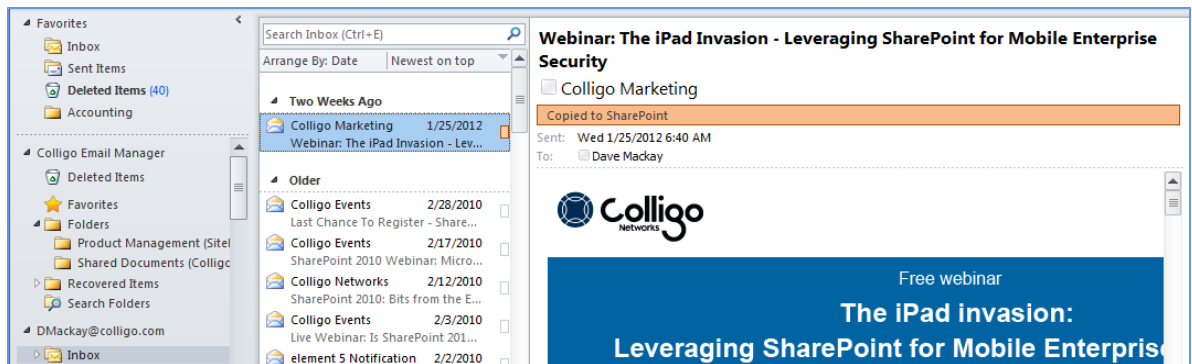 Favorites
Inbox
Sent Items
Deleted Items (40)
Accounting
Colligo Email Manager
Deleted Items
Favorites
Folders
Product Management (Sitel
Shared Documents (Colligc
Recovered Items
Search Folders
DMackay@colligo.com
Inbox
Search Inbox (Ctrl+E)
Arrange By: Date Newest on top
Two Weeks Ago
Colligo Marketing 1/25/2012
Webinar: The iPad Invasion - Lev...
Older
Colligo Events 2/28/2010
Last Chance To Register - Share...
Colligo Events 2/17/2010
SharePoint 2010 Webinar: Micro...
Colligo Networks 2/12/2010
SharePoint 2010: Bits from the E...
Colligo Events 2/3/2010
Live Webinar: Is SharePoint 201...
element 5 Notification 2/2/2010
Webinar: The iPad Invasion - Leveraging SharePoint for Mobile Enterprise
Security
Colligo Marketing
Copied to SharePoint
Sent: Wed 1/25/2012 6:40 AM
To: Dave Mackay
Colligo
Networks
Free webinar
The iPad invasion:
Leveraging SharePoint for Mobile Enterprise